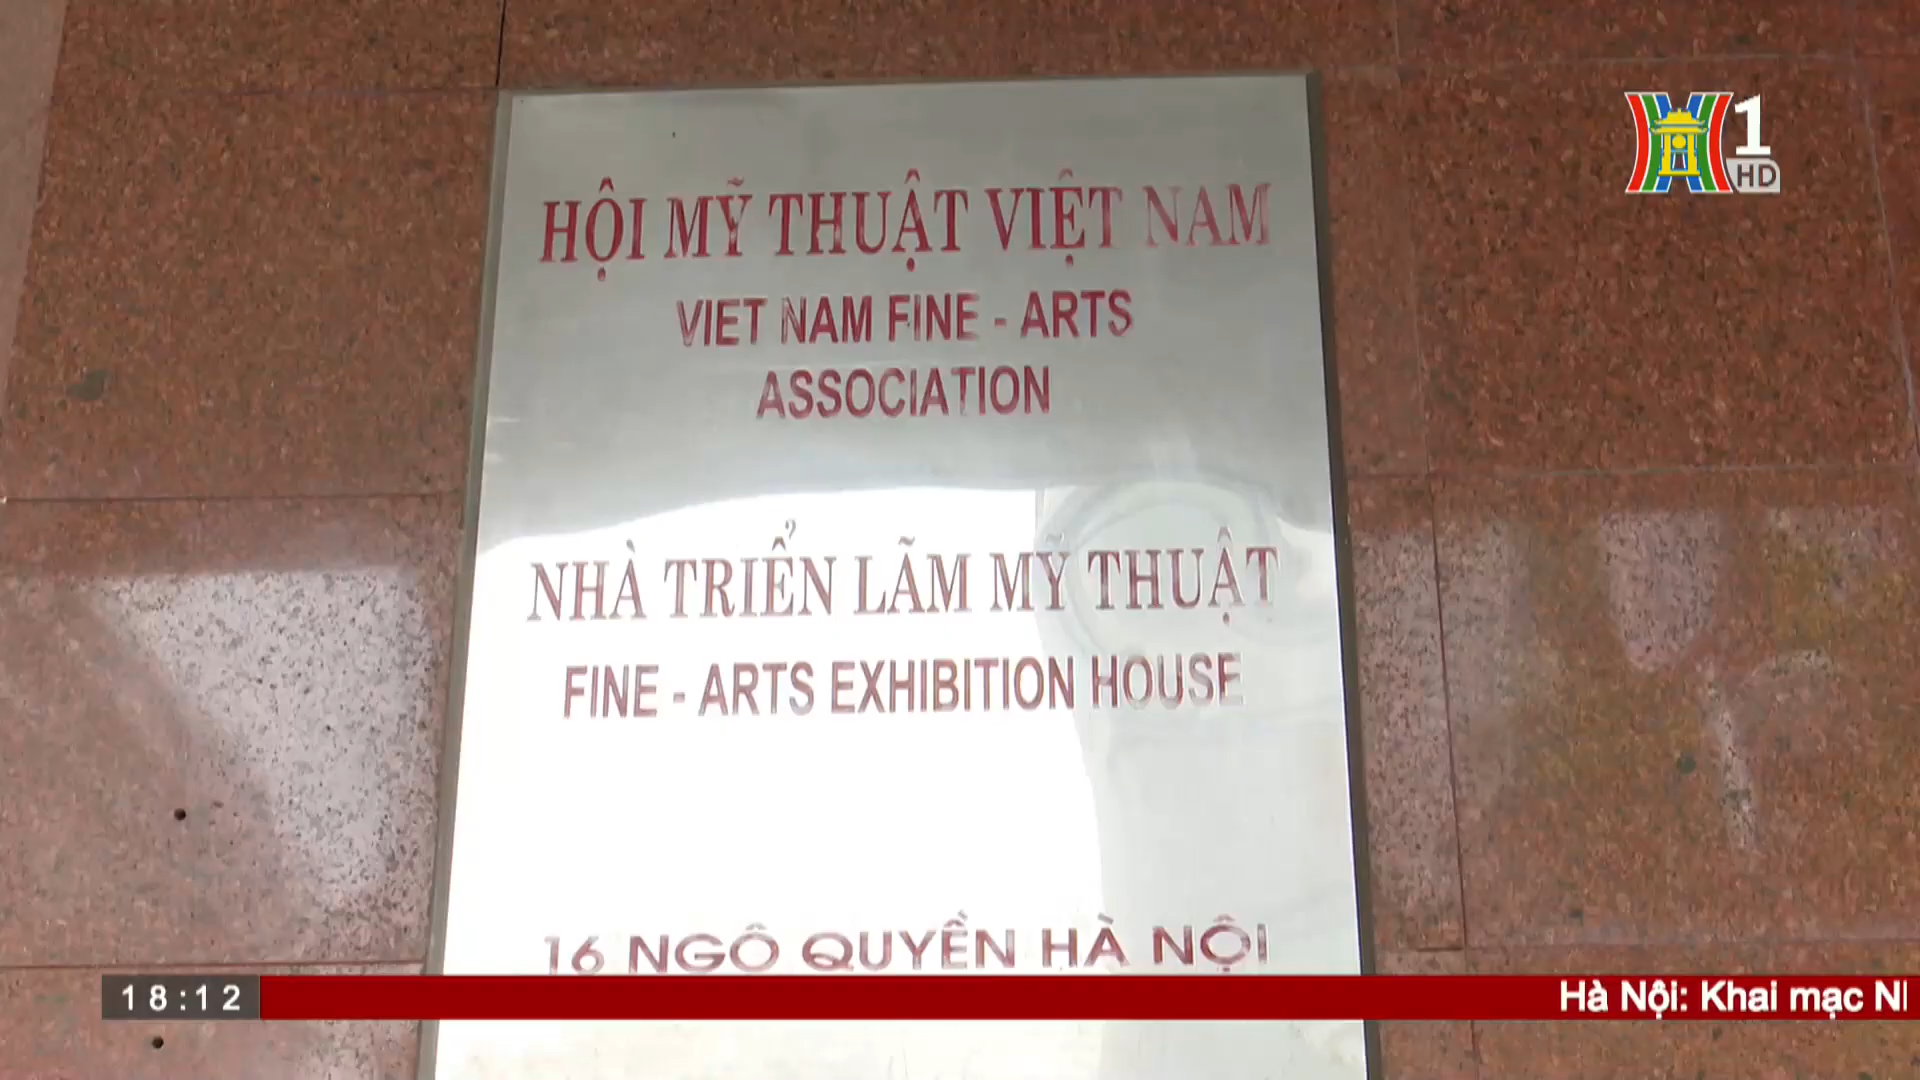 1
HD
HỘI MỸ THUẬT VIỆT NAM
VIET NAM FINE - ARTS
ASSOCIATION
NHÀ TRIỂN LÃM MỸ THUẬT
FINE - ARTS EXHIBITION HOUSE
16 NGÔ QUYỀN HÀ NỘI
18:12
Hà Nội: Khai mạc